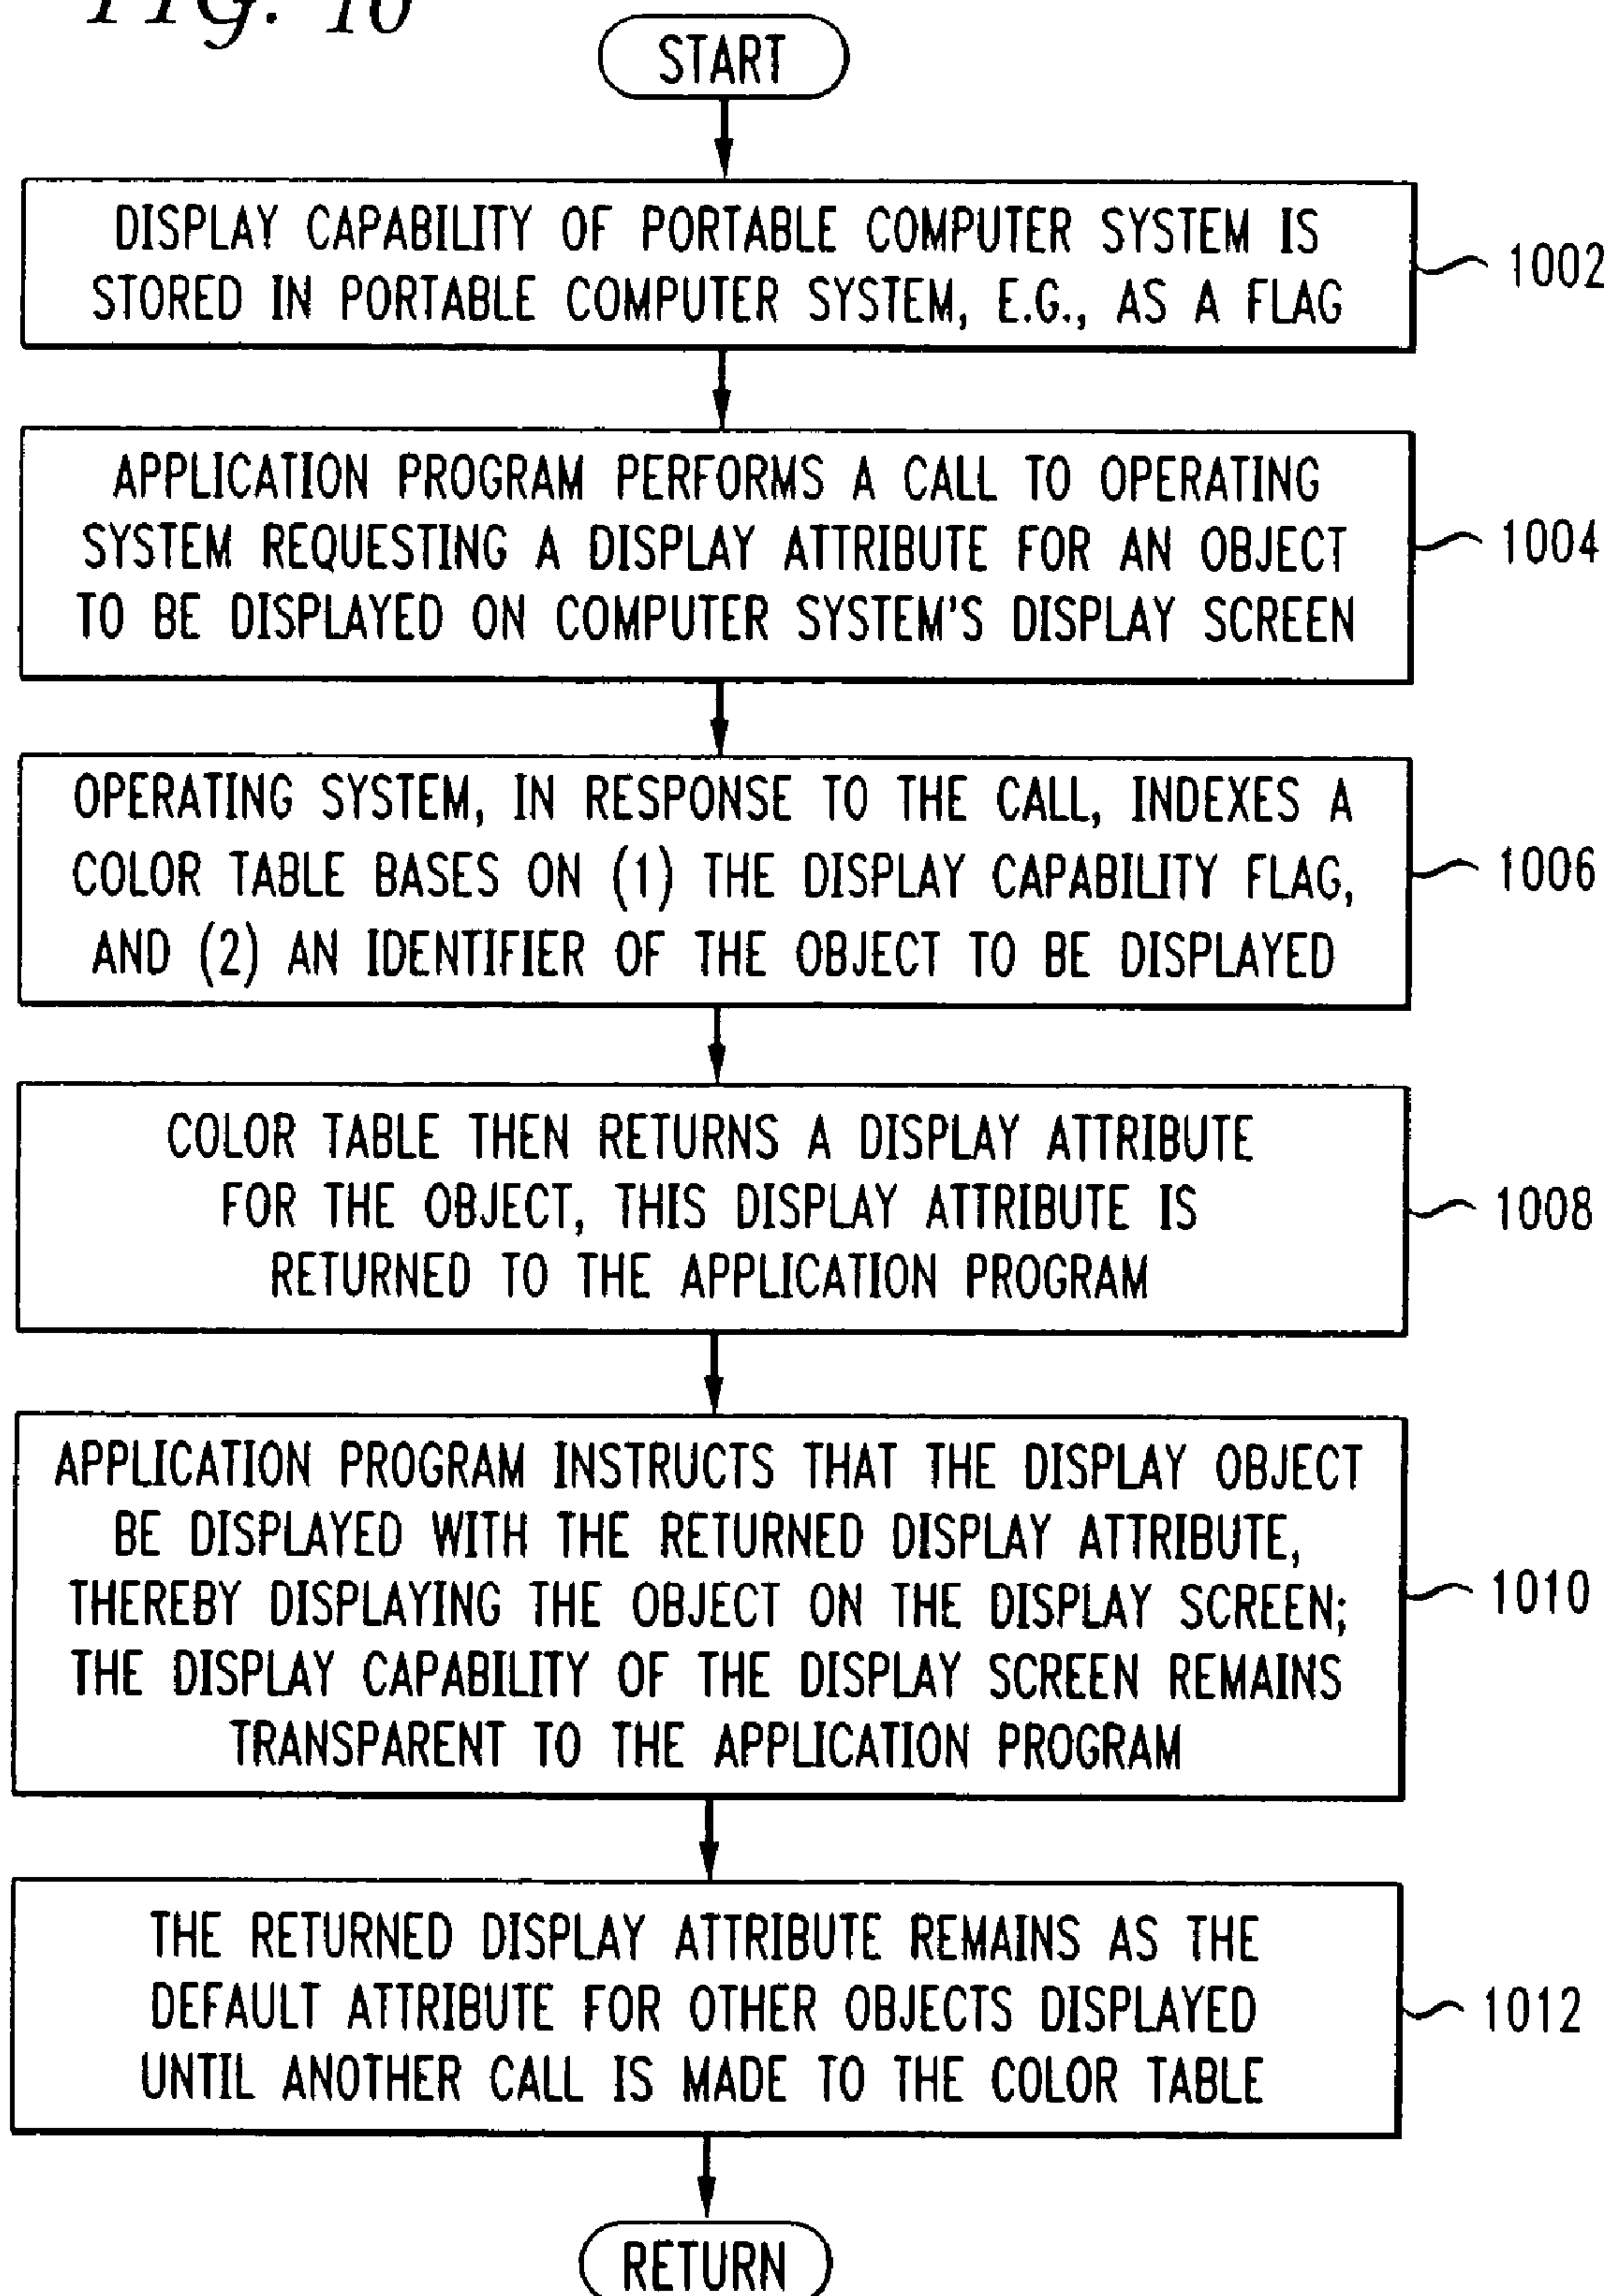 FIG. 10
START
DISPLAY CAPABILITY OF PORTABLE COMPUTER SYSTEM IS
STORED IN PORTABLE COMPUTER SYSTEM, E.G., AS A FLAG
1002
APPLICATION PROGRAM PERFORMS A CALL TO OPERATING
SYSTEM REQUESTING A DISPLAY ATTRIBUTE FOR AN OBJECT
TO BE DISPLAYED ON COMPUTER SYSTEM'S DISPLAY SCREEN
1004
OPERATING SYSTEM, IN RESPONSE TO THE CALL, INDEXES A
COLOR TABLE BASES ON (1) THE DISPLAY CAPABILITY FLAG,
AND (2) AN IDENTIFIER OF THE OBJECT TO BE DISPLAYED
1006
COLOR TABLE THEN RETURNS A DISPLAY ATTRIBUTE
FOR THE OBJECT, THIS DISPLAY ATTRIBUTE IS
RETURNED TO THE APPLICATION PROGRAM
1008
APPLICATION PROGRAM INSTRUCTS THAT THE DISPLAY OBJECT
BE DISPLAYED WITH THE RETURNED DISPLAY ATTRIBUTE,
THEREBY DISPLAYING THE OBJECT ON THE DISPLAY SCREEN;
THE DISPLAY CAPABILITY OF THE DISPLAY SCREEN REMAINS
TRANSPARENT TO THE APPLICATION PROGRAM
1010
THE RETURNED DISPLAY ATTRIBUTE REMAINS AS THE
DEFAULT ATTRIBUTE FOR OTHER OBJECTS DISPLAYED
UNTIL ANOTHER CALL IS MADE TO THE COLOR TABLE
1012
RETURN